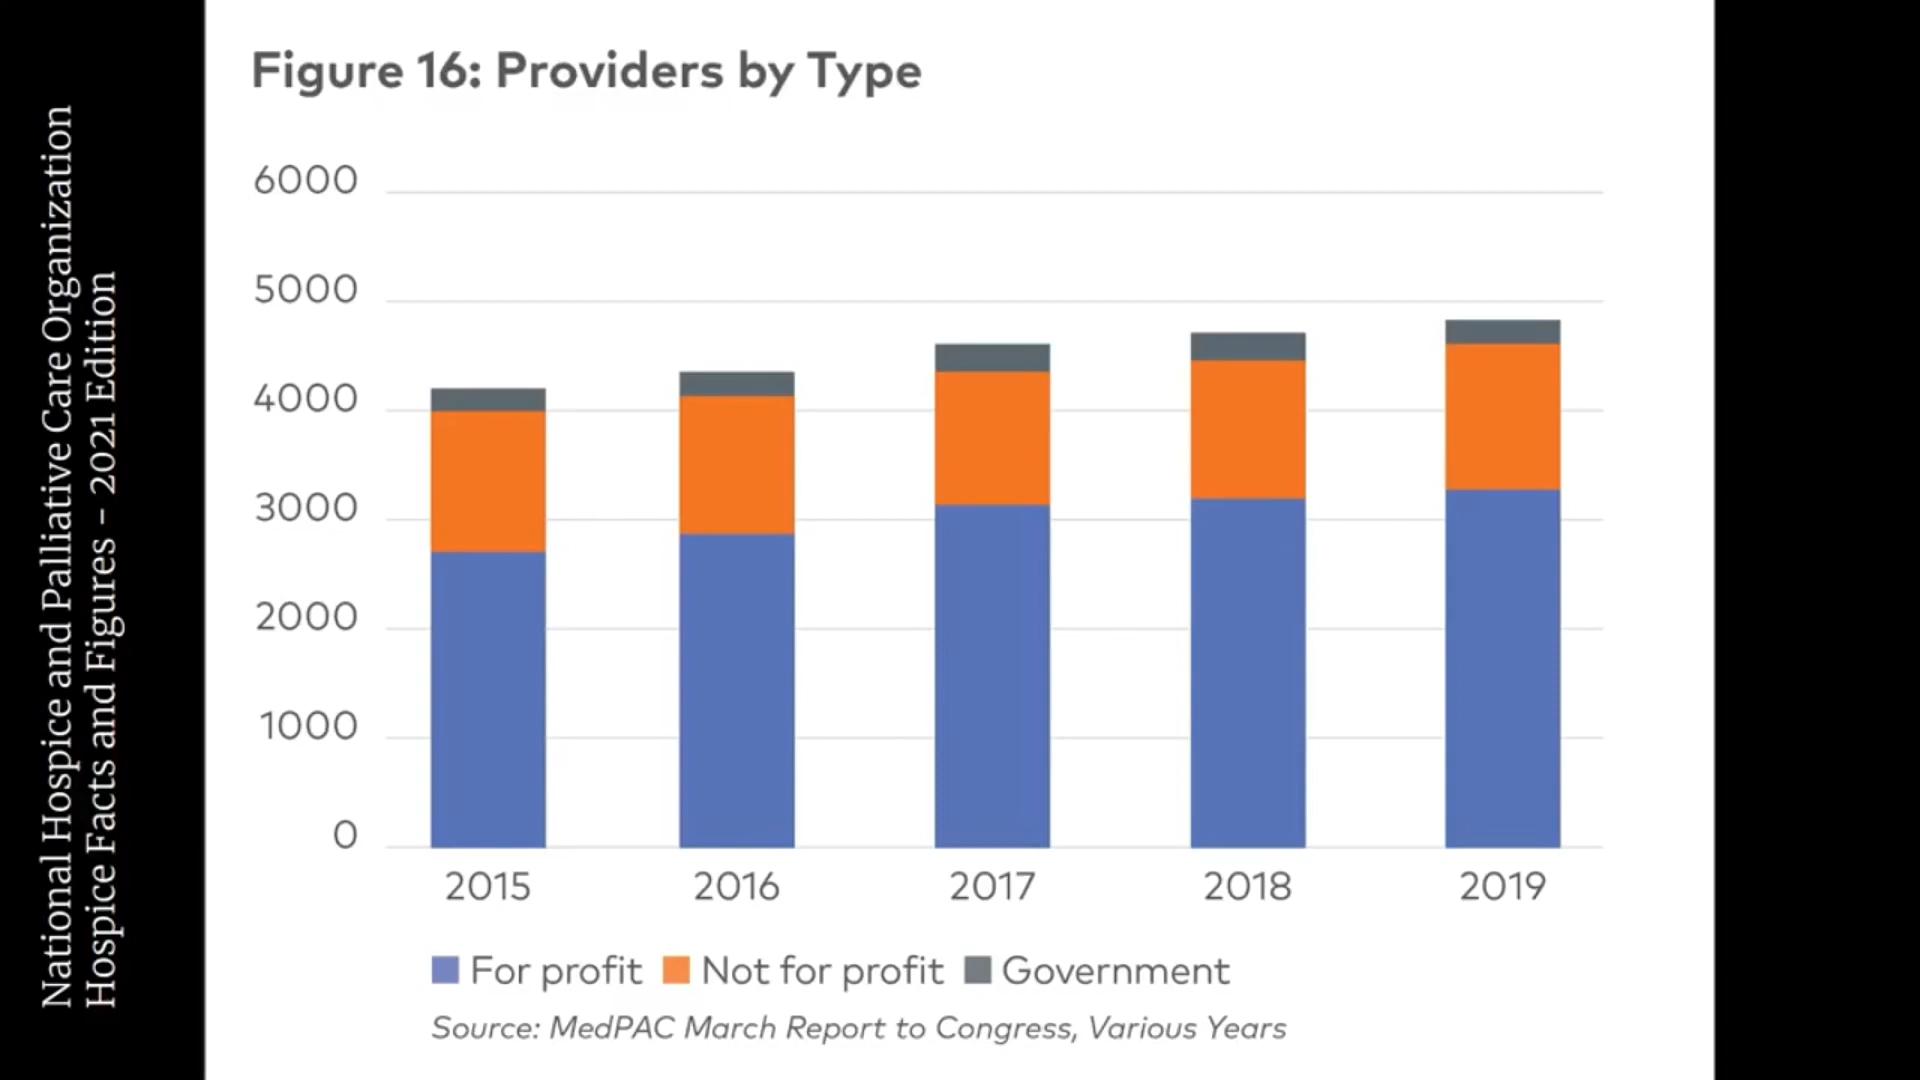 National Hospice and Palliative Care Organization
Hospice Facts and Figures – 2021 Edition
Figure 16: Providers by Type
6000
5000
4000
3000
2000
1000
0
2015 2016 2017 2018 2019
For profit Not for profit Government
Source: MedPAC March Report to Congress, Various Years